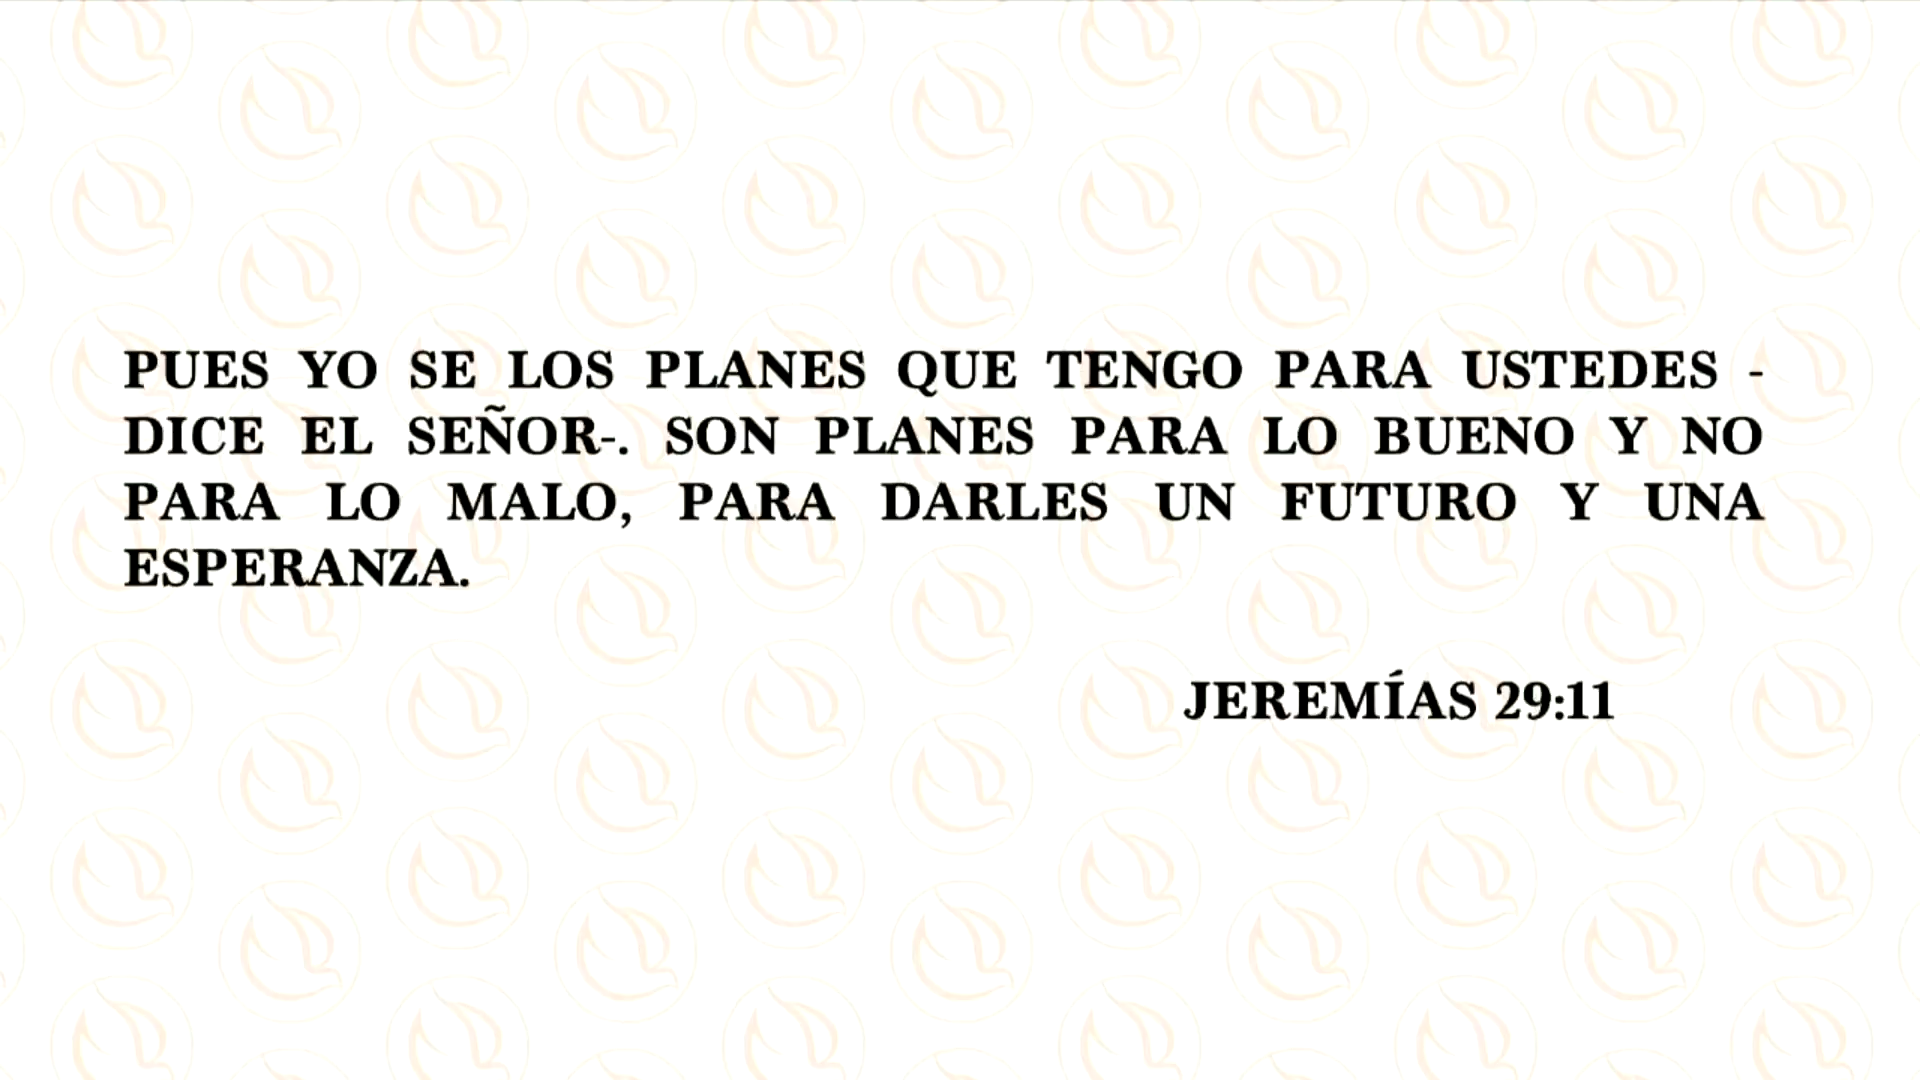 PUES YO SE LOS PLANES QUE TENGO PARA USTEDES -
DICE EL SEÑOR-. SON PLANES PARA LO BUENO Y NO
PARA LO MALO, PARA DARLES UN FUTURO Y UNA
ESPERANZA.
JEREMÍAS 29:11